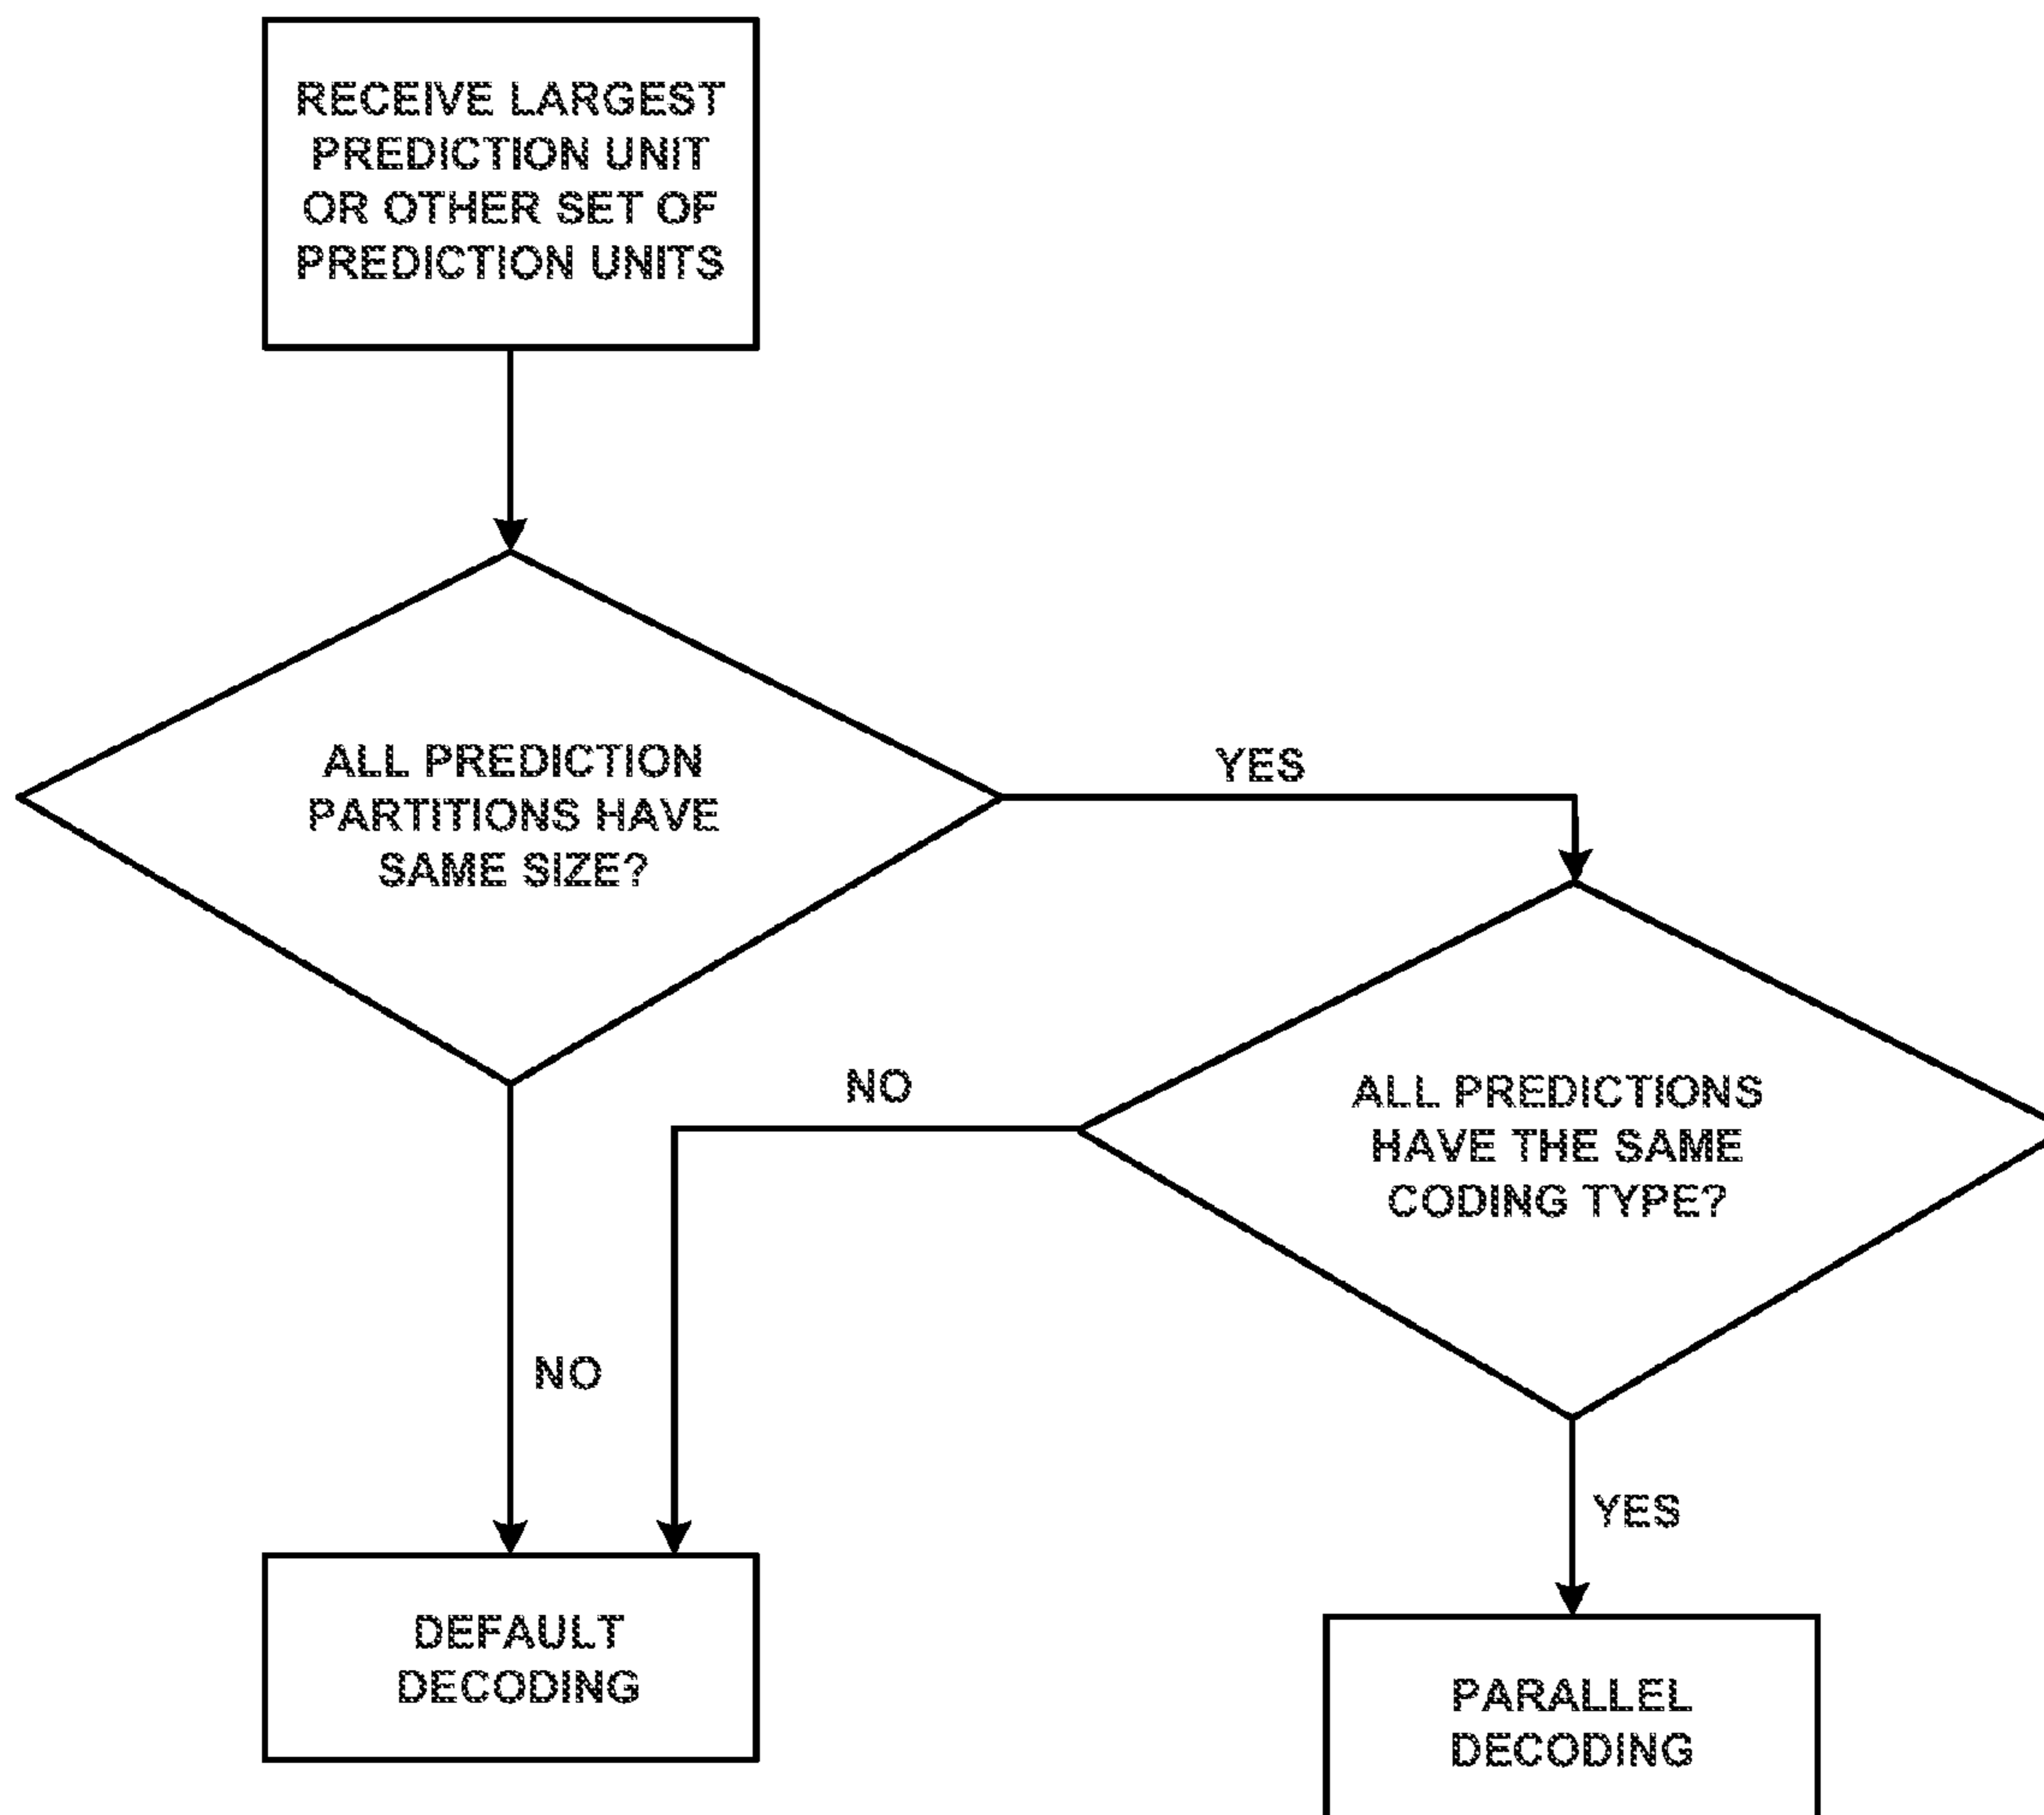 RECEIVE LARGEST
PREDICTION UNIT
OR OTHER SET OF
PREDICTION UNITS
ALL PREDICTION
PARTITIONS HAVE
SAME SIZE?
YES
ALL PREDICTIONS
HAVE THE SAME
CODING TYPE?
NO
NO
YES
DEFAULT
DECODING
PARALLEL
DECODING